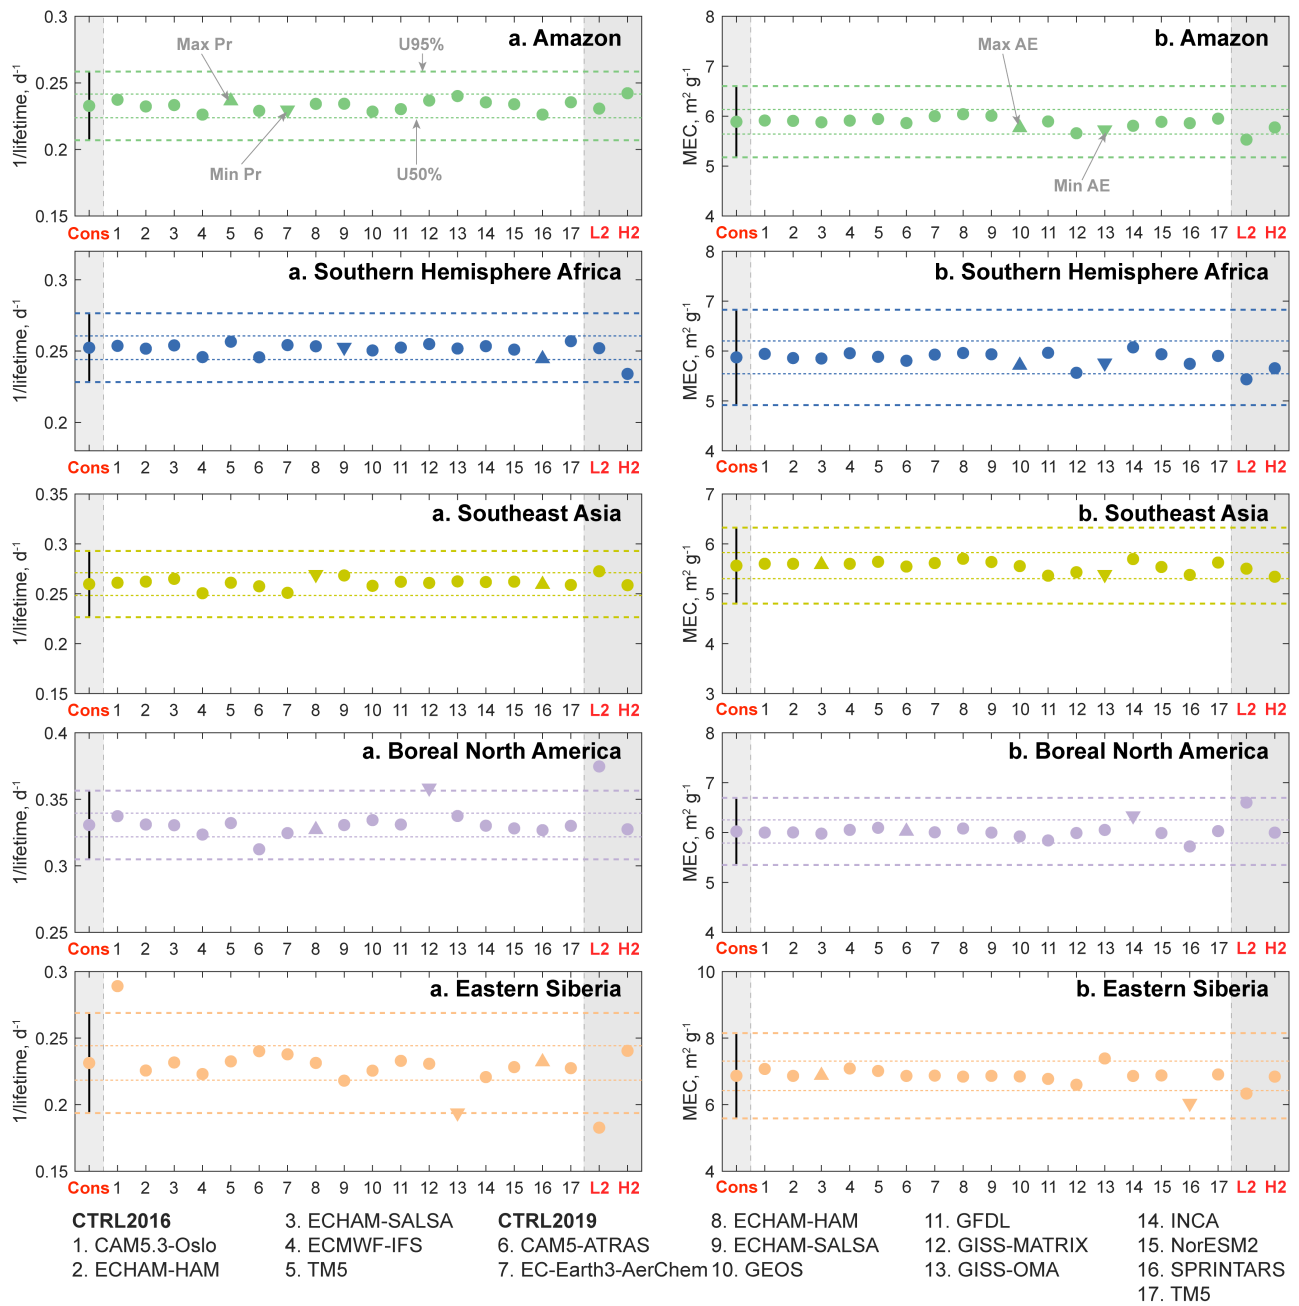 a. Amazon
Max Pr
U95%
Min Pr
U50%
1/lifetime, d-1
0.3
0.25
0.2
0.15
Cons 1 2 3 4 5 6 7 8 9 10 11 12 13 14 15 16 17 L2 H2
b. Amazon
Max AE
Min AE
MEC, m2 g-1
8
7
6
5
4
Cons 1 2 3 4 5 6 7 8 9 10 11 12 13 14 15 16 17 L2 H2
a. Southern Hemisphere Africa
1/lifetime, d-1
0.3
0.25
0.2
Cons 1 2 3 4 5 6 7 8 9 10 11 12 13 14 15 16 17 L2 H2
b. Southern Hemisphere Africa
MEC, m2 g-1
8
7
6
5
4
Cons 1 2 3 4 5 6 7 8 9 10 11 12 13 14 15 16 17 L2 H2
a. Southeast Asia
1/lifetime, d-1
0.35
0.3
0.25
0.2
0.15
Cons 1 2 3 4 5 6 7 8 9 10 11 12 13 14 15 16 17 L2 H2
b. Southeast Asia
MEC, m2 g-1
7
6
5
4
3
Cons 1 2 3 4 5 6 7 8 9 10 11 12 13 14 15 16 17 L2 H2
a. Boreal North America
1/lifetime, d-1
0.4
0.35
0.3
0.25
Cons 1 2 3 4 5 6 7 8 9 10 11 12 13 14 15 16 17 L2 H2
b. Boreal North America
MEC, m2 g-1
8
7
6
5
4
Cons 1 2 3 4 5 6 7 8 9 10 11 12 13 14 15 16 17 L2 H2
a. Eastern Siberia
1/lifetime, d-1
0.3
0.25
0.2
0.15
Cons 1 2 3 4 5 6 7 8 9 10 11 12 13 14 15 16 17 L2 H2
b. Eastern Siberia
MEC, m2 g-1
10
8
6
4
Cons 1 2 3 4 5 6 7 8 9 10 11 12 13 14 15 16 17 L2 H2
CTRL2016
1. CAM5.3-Oslo
2. ECHAM-HAM
3. ECHAM-SALSA
4. ECMWF-IFS
5. TM5
CTRL2019
6. CAM5-ATRAS
7. EC-Earth3-AerChem
8. ECHAM-HAM
9. ECHAM-SALSA
10. GEOS
11. GFDL
12. GISS-MATRIX
13. GISS-OMA
14. INCA
15. NorESM2
16. SPRINTARS
17. TM5